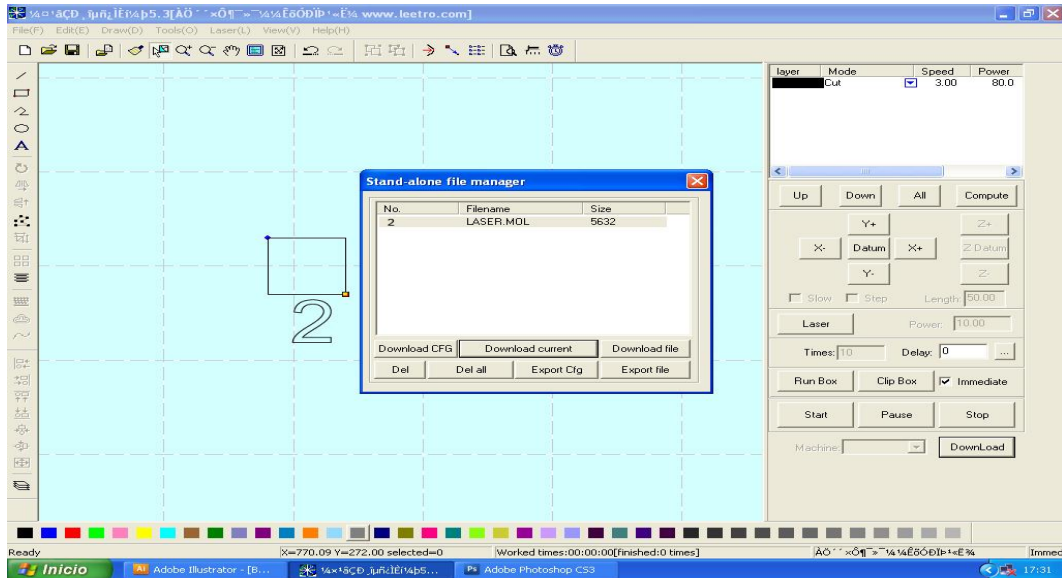 5.3[ www.leetro.com]
File(F) Edit(E) Draw(D) Tools(O) Laser(L) View(V) Help(H)
layer Mode Speed Power
Cut 3.00 80.0
Stand-alone file manager
No. Filename Size
2 LASER.MOL 5632
Download CFG Download current Download file
Del Del all Export Cfg Export file
2
A
Up Down All Compute
Y+ Z+
X- Datum X+ Z-Datum
Y- Z-
Slow Step Length: 50.00
Laser Power: 10.00
Times: 10 Delay: 0 ...
Run Box Clip Box Immediate
Start Pause Stop
Machine: DownLoad
Ready X=770.09 Y=272.00 selected=0 Worked times:00:00:00[finished:0 times] Immec
Inicio Adobe Illustrator - [B... Adobe Photoshop CS3 17:31